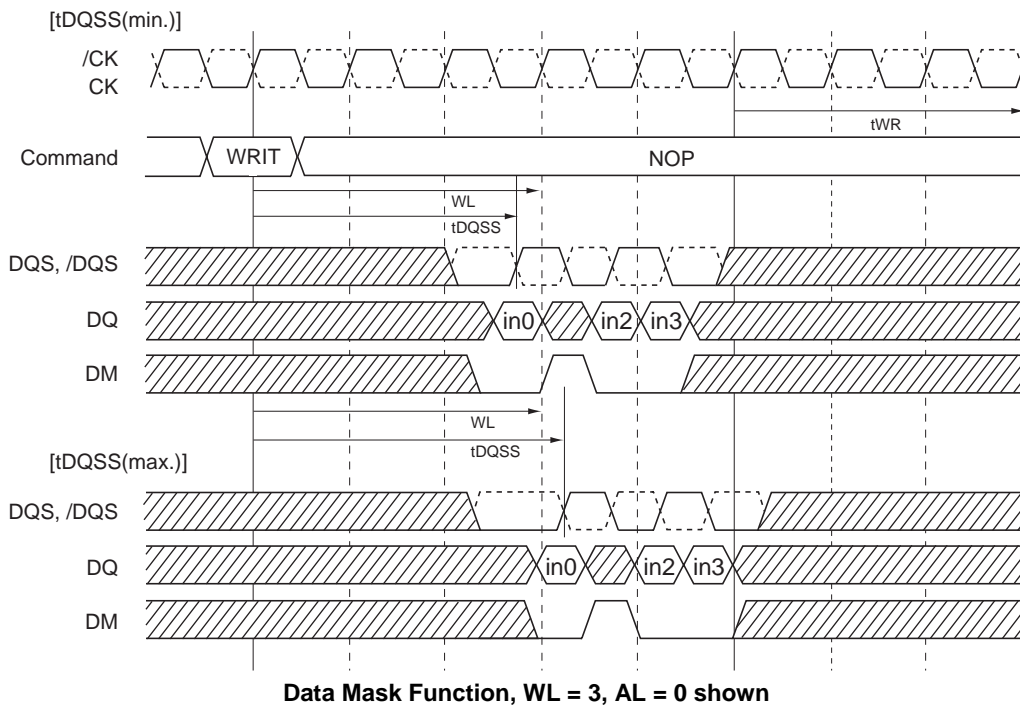 [tDQSS(min.)]
/CK
CK
tWR
Command WRIT NOP
WL
tDQSS
DQS, /DQS
DQ in0 in2 in3
DM
WL
tDQSS
[tDQSS(max.)]
DQS, /DQS
DQ in0 in2 in3
DM
Data Mask Function, WL = 3, AL = 0 shown